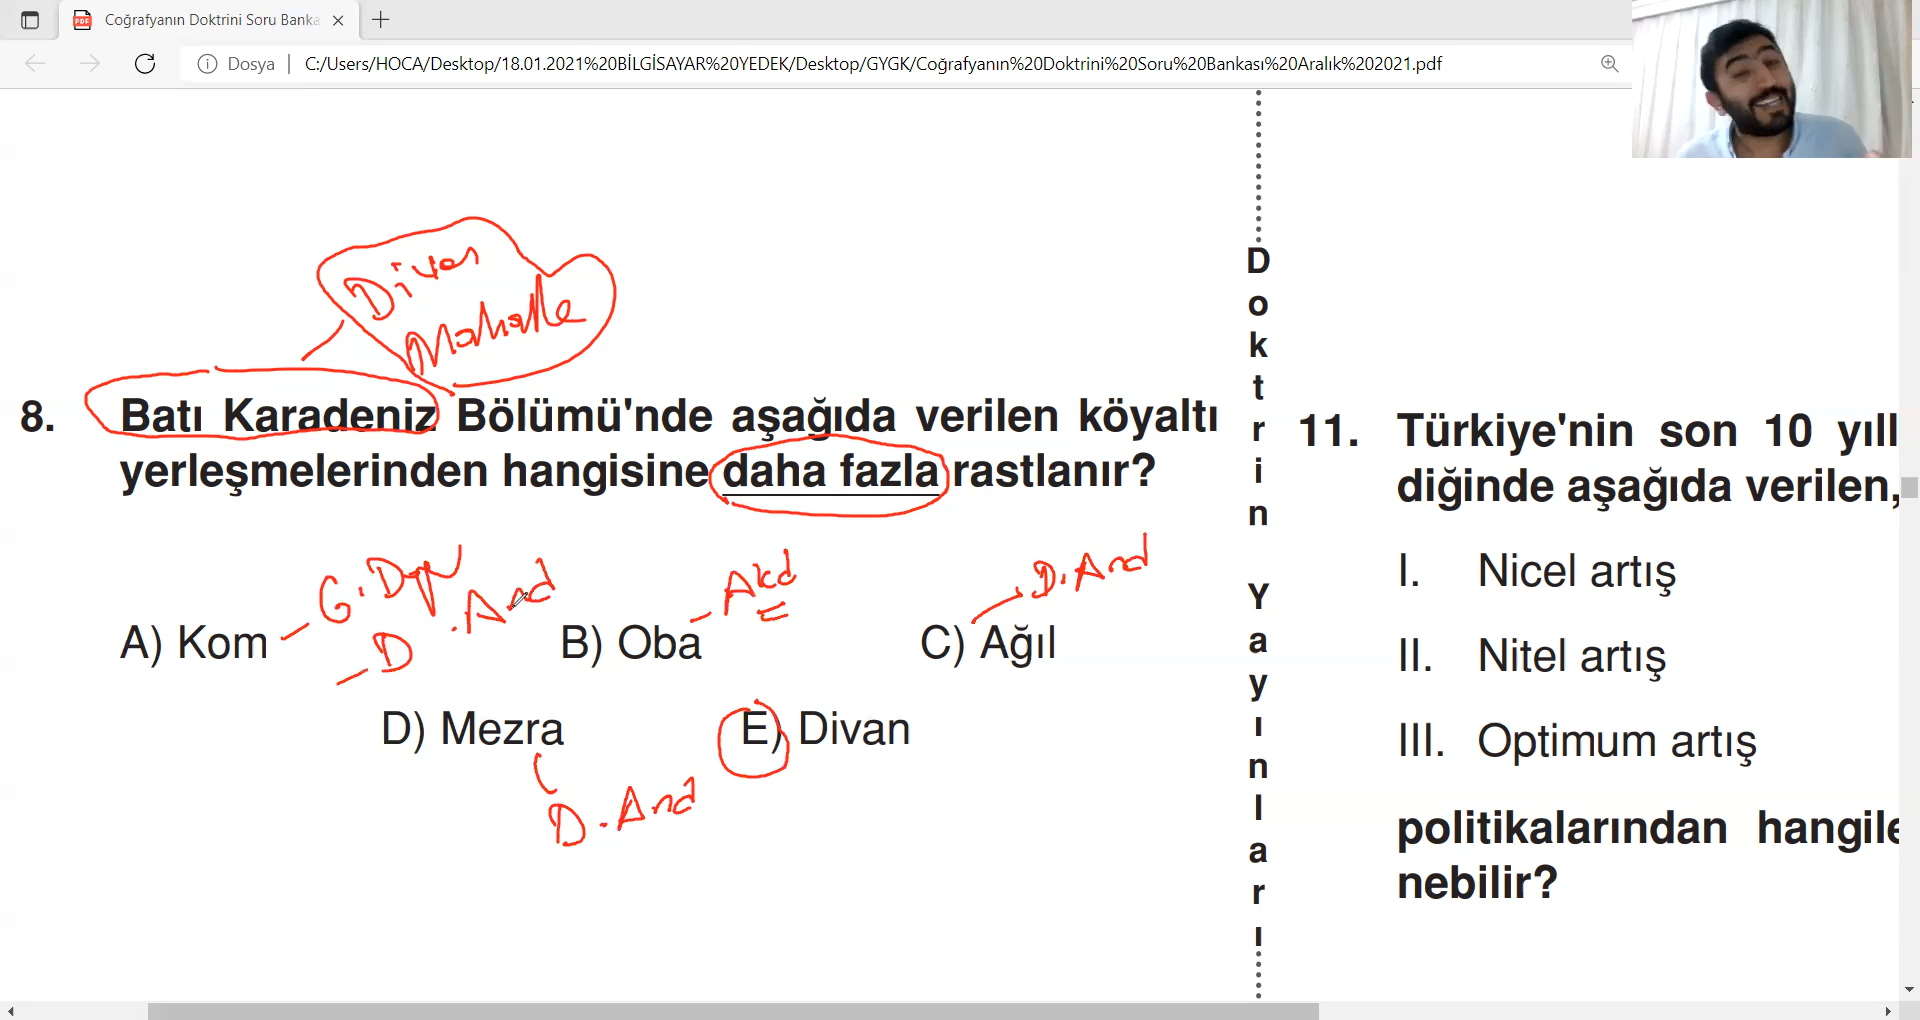 Coğrafyanın Doktrini Soru Banka
Dosya | C:/Users/HOCA/Desktop/18.01.2021%20BİLGİSAYAR%20YEDEK/Desktop/GYGK/Coğrafyanın%20Doktrini%20Soru%20Bankası%20Aralık%202021.pdf
Divan
Mahalle
8. Batı Karadeniz Bölümü'nde aşağıda verilen köyaltı
yerleşmelerinden hangisine daha fazla rastlanır?
G. Doğu
D. And
Akd
D. And
A) Kom
B) Oba
C) Ağıl
D) Mezra
E) Divan
D. And
Doktrin Yayınları
11. Türkiye'nin son 10 yıll
diğinde aşağıda verilen,
I. Nicel artış
II. Nitel artış
III. Optimum artış
politikalarından hangile
nebilir?